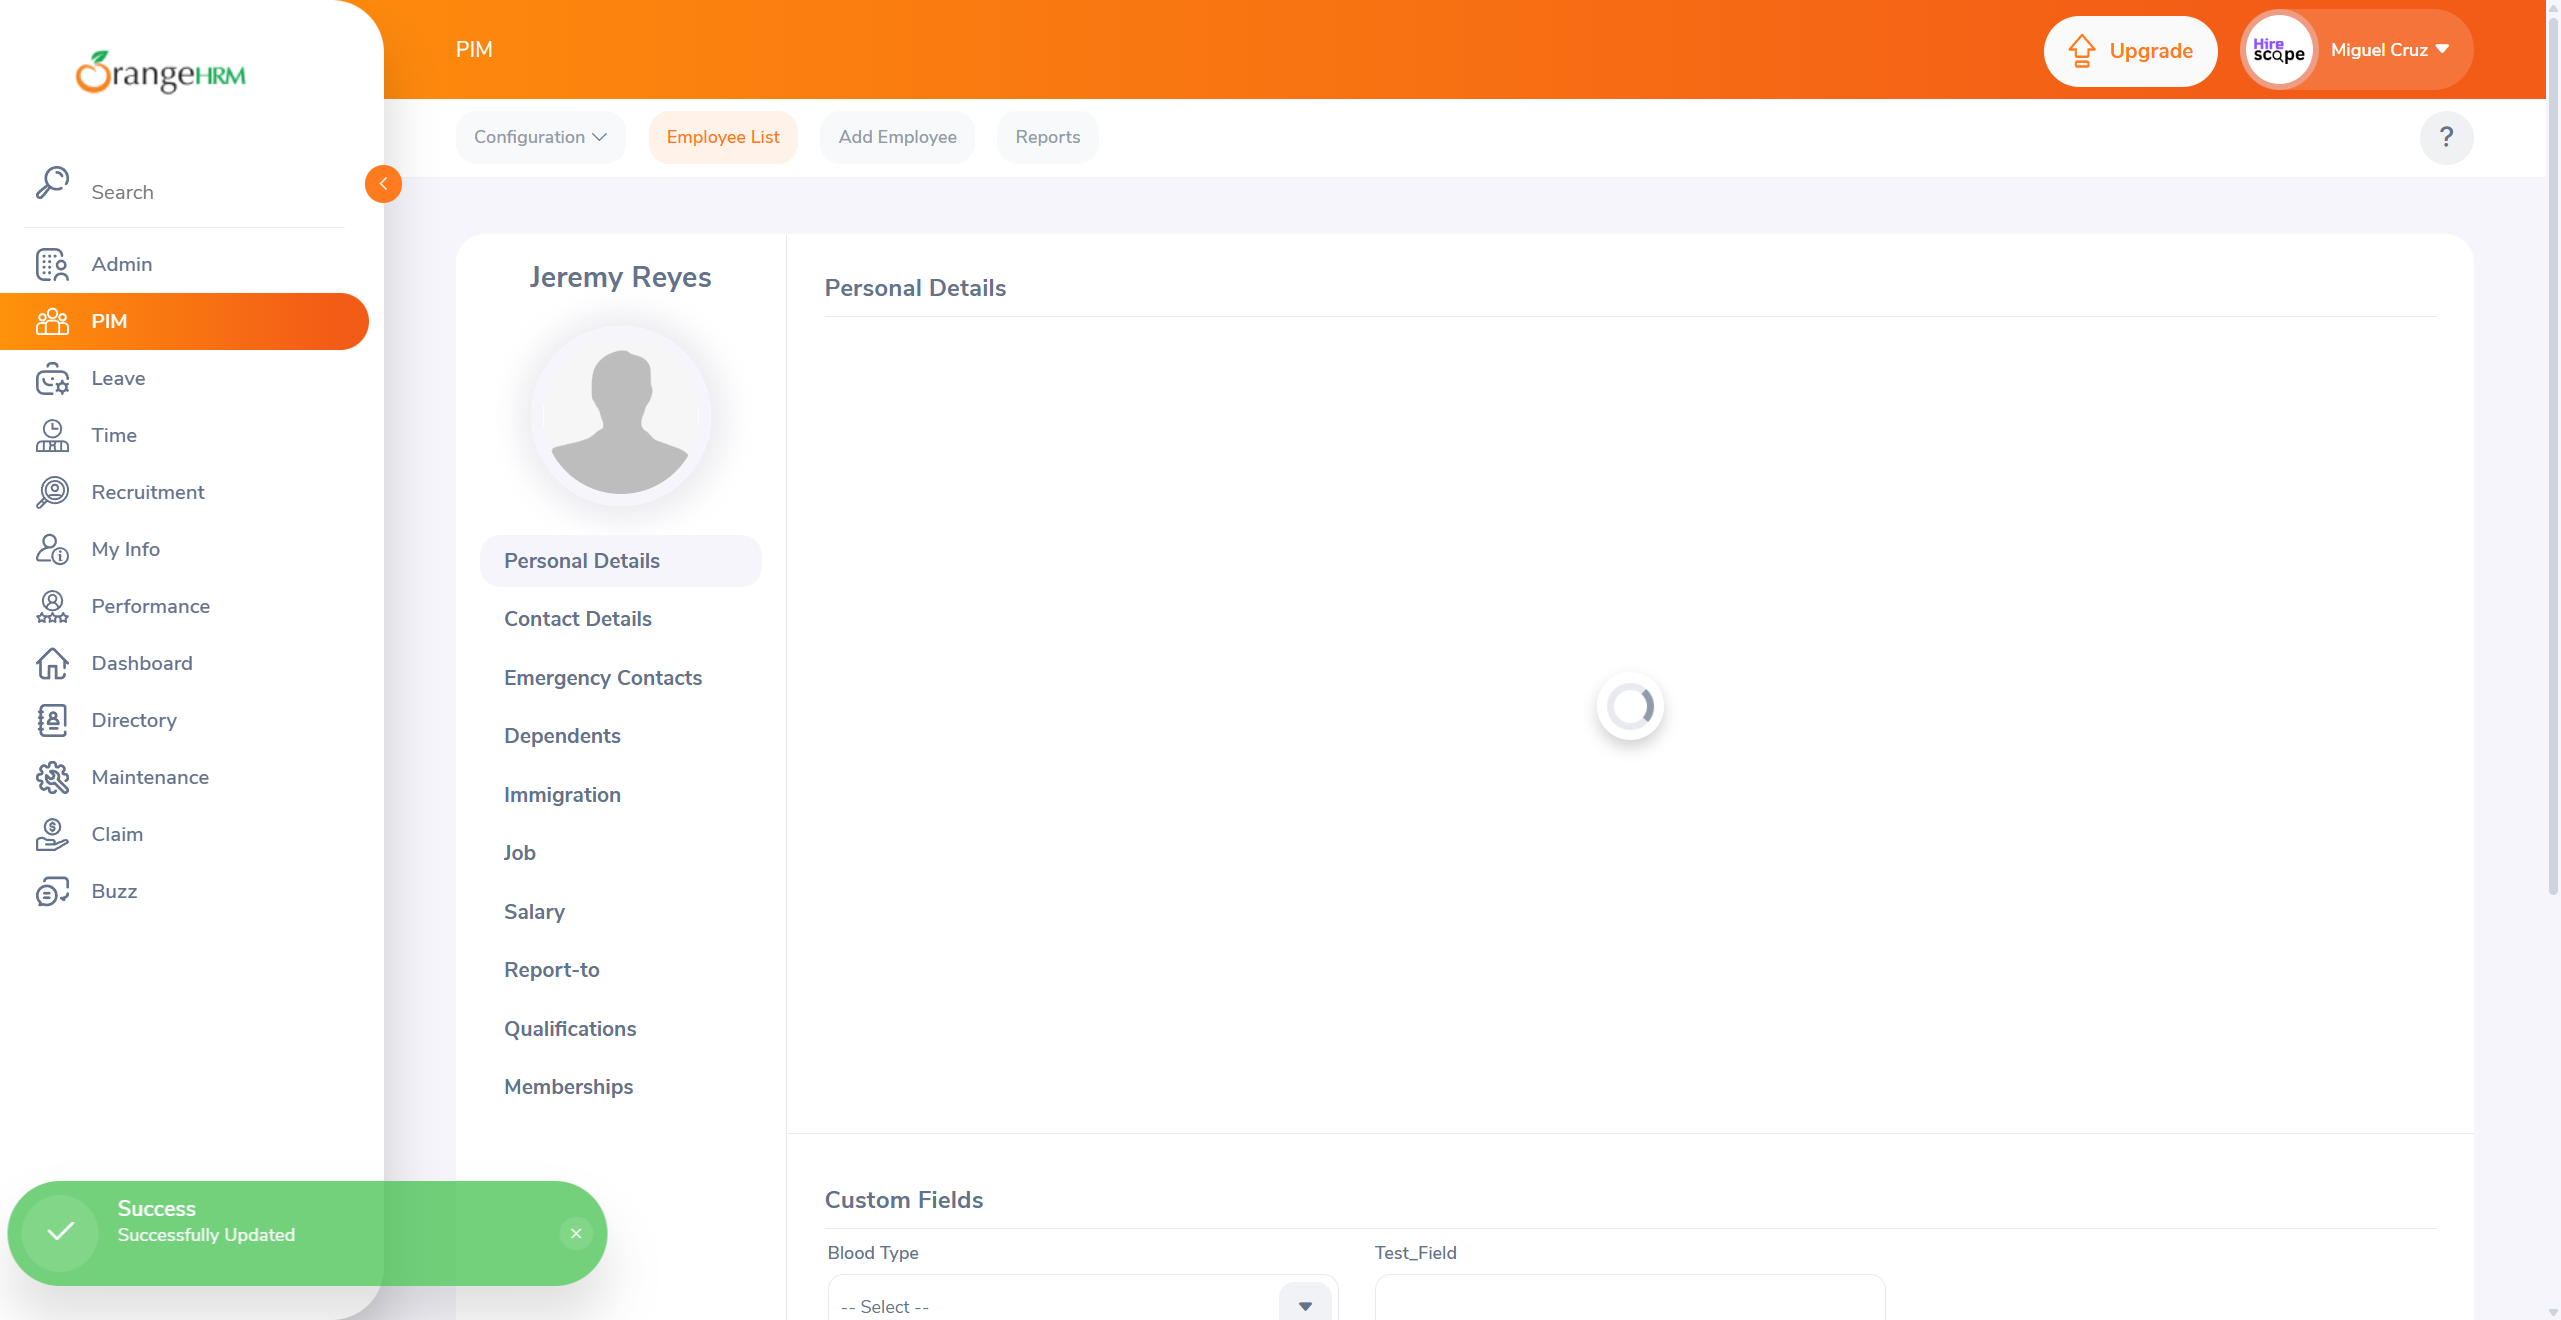 OrangeHRM
Search
Admin
PIM
Leave
Time
Recruitment
My Info
Performance
Dashboard
Directory
Maintenance
Claim
Buzz
PIM
Upgrade
Hire
scope
Miguel Cruz
Configuration
Employee List
Add Employee
Reports
?
Jeremy Reyes
Personal Details
Contact Details
Emergency Contacts
Dependents
Immigration
Job
Salary
Report-to
Qualifications
Memberships
Personal Details
Custom Fields
Blood Type
Test_Field
-- Select --
Success
Successfully Updated